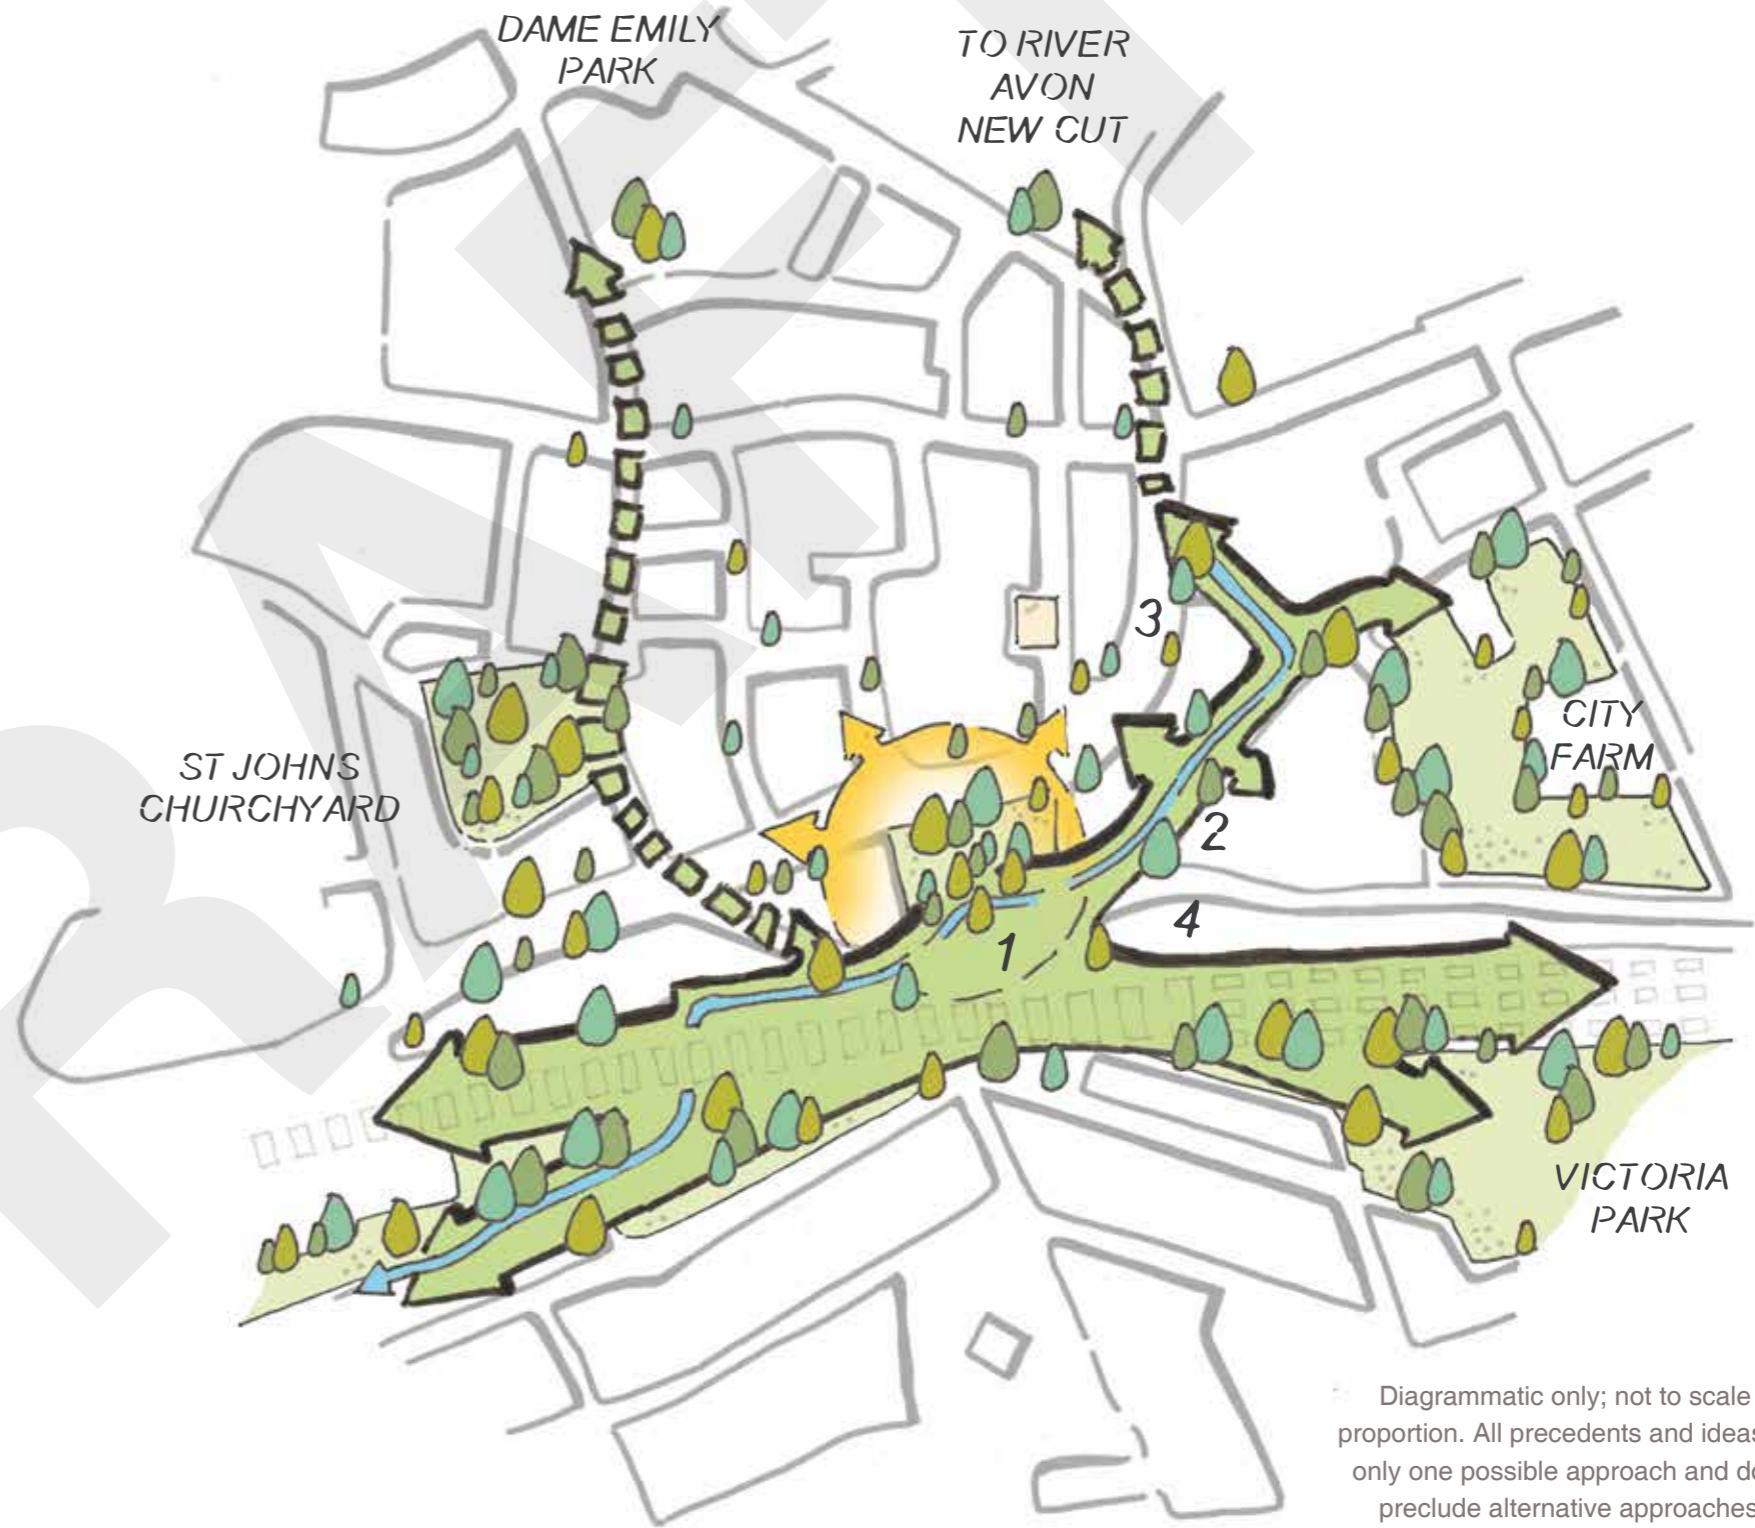 DAME EMILY
PARK
TO RIVER
AVON
NEW CUT
3
ST JOHNS
CHURCHYARD
CITY
FARM
2
4
1
VICTORIA
PARK
Diagrammatic only; not to scale
proportion. All precedents and ideas
only one possible approach and do
preclude alternative approaches